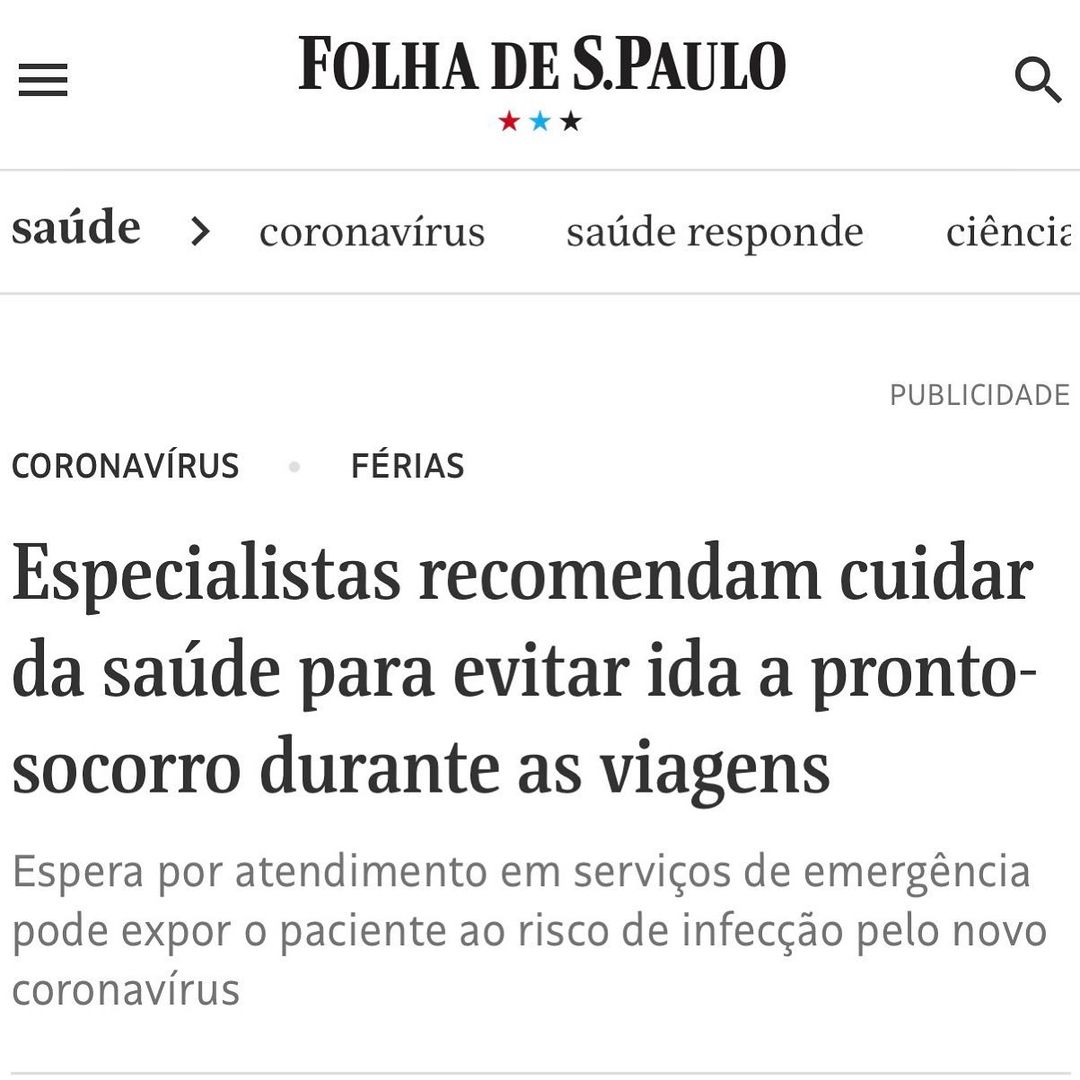 FOLHA DE S.PAULO
saúde coronavírus saúde responde ciência
PUBLICIDADE
CORONAVÍRUS • FÉRIAS
Especialistas recomendam cuidar
da saúde para evitar ida a pronto-
socorro durante as viagens
Espera por atendimento em serviços de emergência
pode expor o paciente ao risco de infecção pelo novo
coronavírus